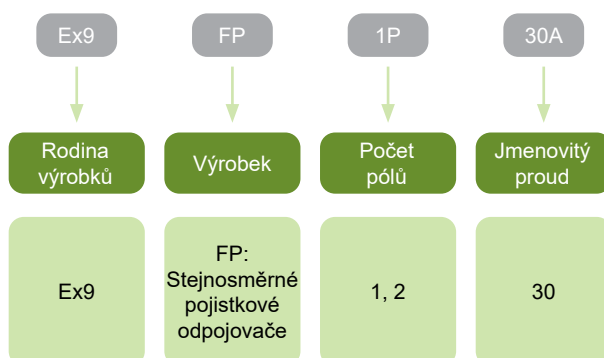 Ex9
FP
1P
30A
Rodina
výrobků
Výrobek
Počet
pólů
Jmenovitý
proud
Ex9
FP:
Stejnosměrné
pojistkové
odpojovače
1, 2
30